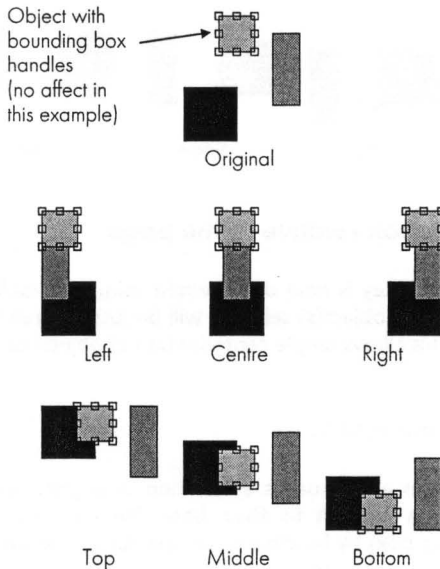 Object with
bounding box
handles
(no affect in
this example)
Original
Left Centre Right
Top Middle Bottom